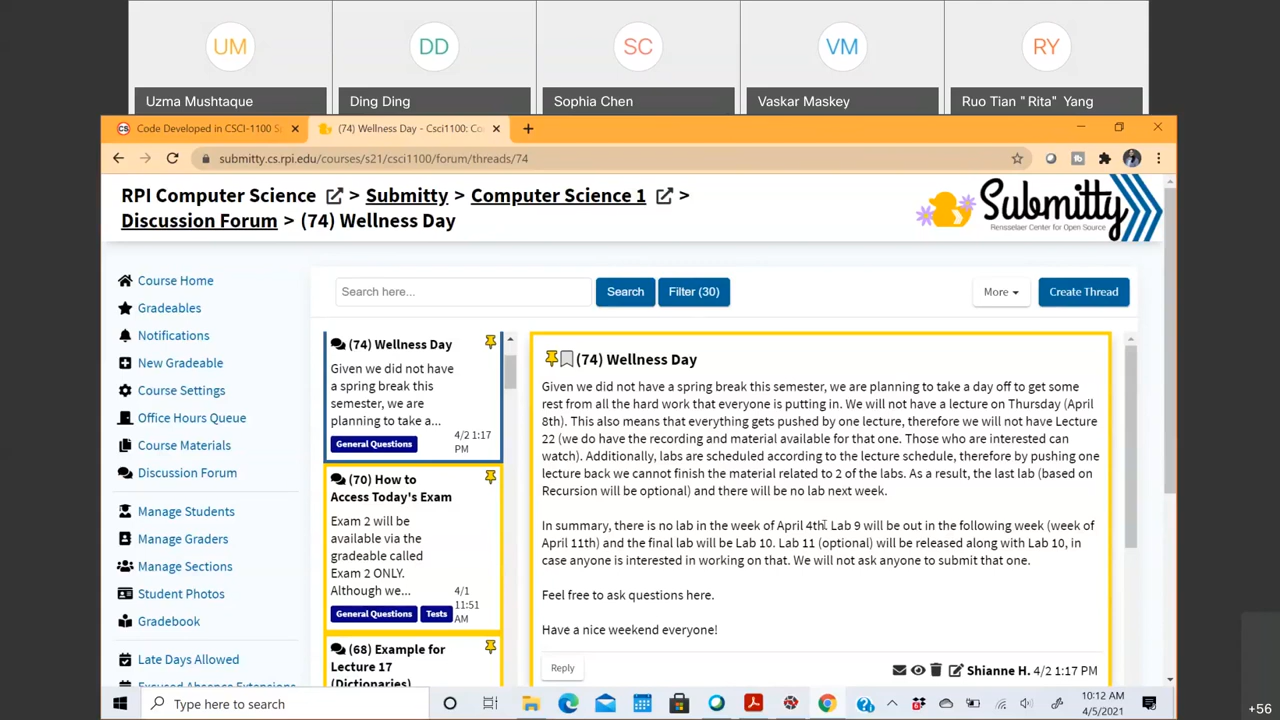 UM
DD
SC
VM
RY
Uzma Mushtaque
Ding Ding
Sophia Chen
Vaskar Maskey
Ruo Tian "Rita" Yang
Code Developed in CSCI-1100 S
(74) Wellness Day - Csci1100: Co
submitty.cs.rpi.edu/courses/s21/csci1100/forum/threads/74
RPI Computer Science > Submitty > Computer Science 1 >
Discussion Forum > (74) Wellness Day
Submitty
Rensselaer Center for Open Source
Course Home
Gradeables
Notifications
New Gradeable
Course Settings
Office Hours Queue
Course Materials
Discussion Forum
Manage Students
Manage Graders
Manage Sections
Student Photos
Gradebook
Late Days Allowed
Excused Absence Extensions
Search here...
Search
Filter (30)
More
Create Thread
(74) Wellness Day
Given we did not have
a spring break this
semester, we are
planning to take a...
General Questions
4/2 1:17
PM
(70) How to
Access Today's Exam
Exam 2 will be
available via the
gradeable called
Exam 2 ONLY.
Although we...
General Questions
Tests
4/1
11:51
AM
(68) Example for
Lecture 17
(Dictionaries)
(74) Wellness Day
Given we did not have a spring break this semester, we are planning to take a day off to get some
rest from all the hard work that everyone is putting in. We will not have a lecture on Thursday (April
8th). This also means that everything gets pushed by one lecture, therefore we will not have Lecture
22 (we do have the recording and material available for that one. Those who are interested can
watch). Additionally, labs are scheduled according to the lecture schedule, therefore by pushing one
lecture back we cannot finish the material related to 2 of the labs. As a result, the last lab (based on
Recursion will be optional) and there will be no lab next week.
In summary, there is no lab in the week of April 4th. Lab 9 will be out in the following week (week of
April 11th) and the final lab will be Lab 10. Lab 11 (optional) will be released along with Lab 10, in
case anyone is interested in working on that. We will not ask anyone to submit that one.
Feel free to ask questions here.
Have a nice weekend everyone!
Reply
Shianne H. 4/2 1:17 PM
Type here to search
10:12 AM
4/5/2021
+56